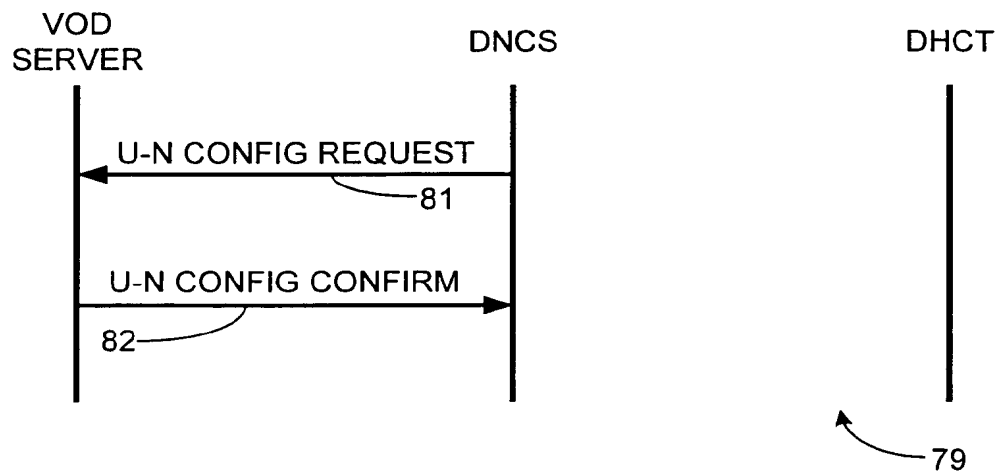 VOD
SERVER
DNCS
DHCT
U-N CONFIG REQUEST
81
U-N CONFIG CONFIRM
82
79